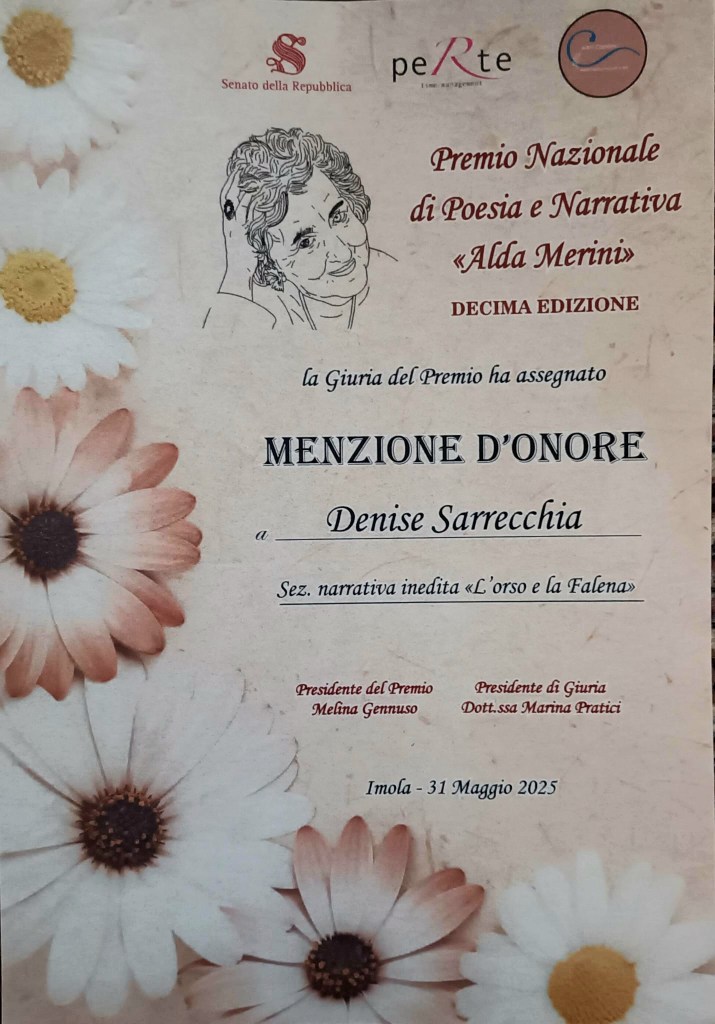 Senato della Repubblica
peRte
time management
Premio Nazionale
di Poesia e Narrativa
«Alda Merini»
DECIMA EDIZIONE
la Giuria del Premio ha assegnato
MENZIONE D'ONORE
a Denise Sarrecchia
Sez. narrativa inedita «L'orso e la Falena»
Presidente del Premio
Melina Gennuso
Presidente di Giuria
Dott.ssa Marina Pratici
Imola - 31 Maggio 2025